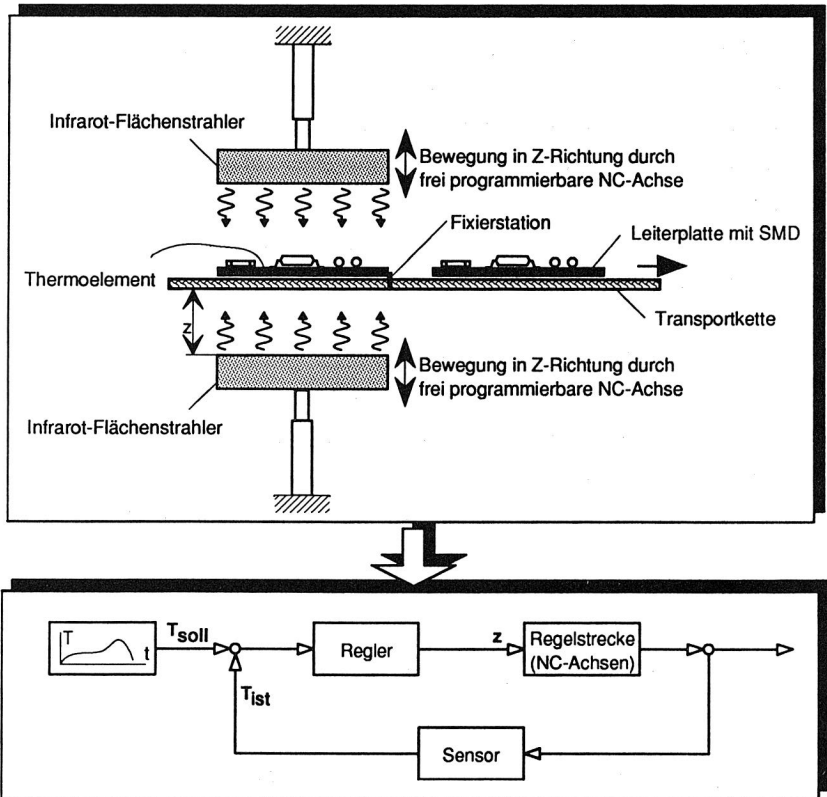 Infrarot-Flächenstrahler
Bewegung in Z-Richtung durch
frei programmierbare NC-Achse
Fixierstation
Leiterplatte mit SMD
Thermoelement
Transportkette
z
Bewegung in Z-Richtung durch
frei programmierbare NC-Achse
Infrarot-Flächenstrahler
T
t
Tsoll
Regler
z
Regelstrecke
(NC-Achsen)
Tist
Sensor